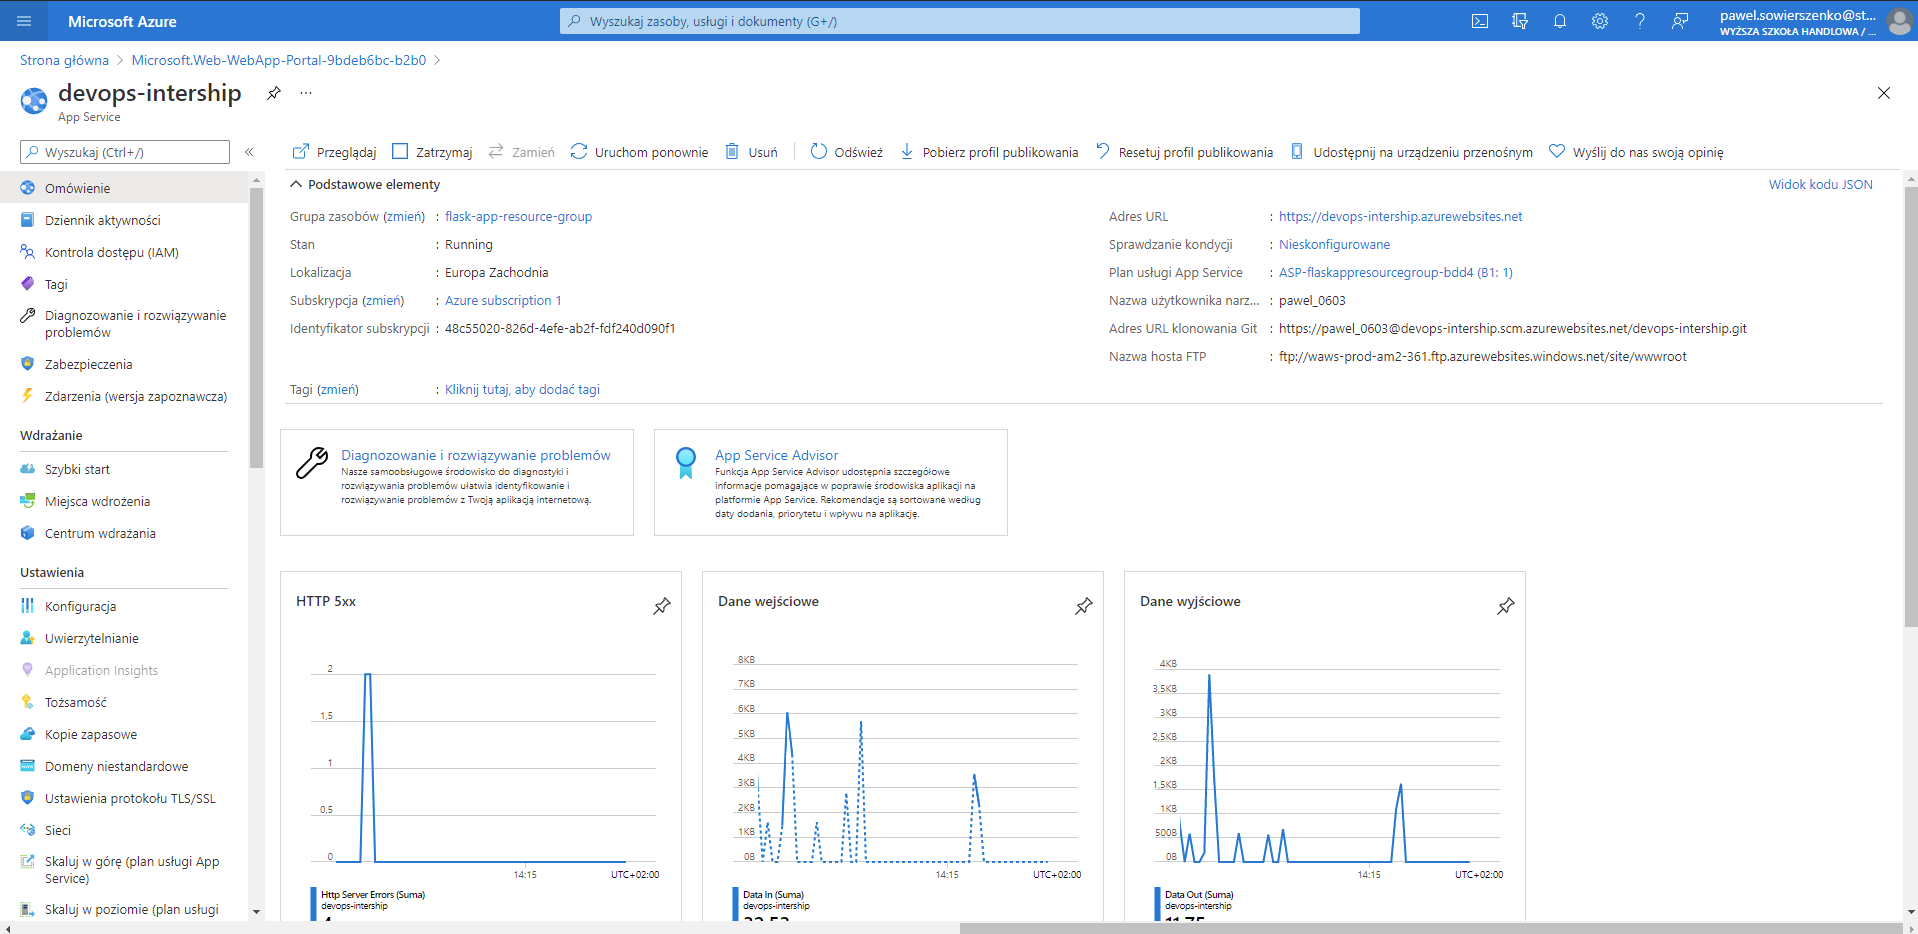 Microsoft Azure
Wyszukaj zasoby, usługi i dokumenty (G+/)
pawel.sowierszenko@st...
WYŻSZA SZKOŁA HANDLOWA / ...
Strona główna > Microsoft.Web-WebApp-Portal-9bdeb6bc-b2b0 >
devops-intership
App Service
Wyszukaj (Ctrl+/)
Przeglądaj
Zatrzymaj
Zamień
Uruchom ponownie
Usuń
Odśwież
Pobierz profil publikowania
Resetuj profil publikowania
Udostępnij na urządzeniu przenośnym
Wyślij do nas swoją opinię
Omówienie
Dziennik aktywności
Kontrola dostępu (IAM)
Tagi
Diagnozowanie i rozwiązywanie
problemów
Zabezpieczenia
Zdarzenia (wersja zapoznawcza)
Wdrażanie
Szybki start
Miejsca wdrożenia
Centrum wdrażania
Ustawienia
Konfiguracja
Uwierzytelnianie
Application Insights
Tożsamość
Kopie zapasowe
Domeny niestandardowe
Ustawienia protokołu TLS/SSL
Sieci
Skaluj w górę (plan usługi App
Service)
Skaluj w poziomie (plan usługi
Podstawowe elementy
Widok kodu JSON
Grupa zasobów (zmień) : flask-app-resource-group
Stan : Running
Lokalizacja : Europa Zachodnia
Subskrypcja (zmień) : Azure subscription 1
Identyfikator subskrypcji : 48c55020-826d-4efe-ab2f-fdf240d090f1
Adres URL : https://devops-intership.azurewebsites.net
Sprawdzanie kondycji : Nieskonfigurowane
Plan usługi App Service : ASP-flaskappresourcegroup-bdd4 (B1: 1)
Nazwa użytkownika narz... : pawel_0603
Adres URL klonowania Git : https://pawel_0603@devops-intership.scm.azurewebsites.net/devops-intership.git
Nazwa hosta FTP : ftp://waws-prod-am2-361.ftp.azurewebsites.windows.net/site/wwwroot
Tagi (zmień) : Kliknij tutaj, aby dodać tagi
Diagnozowanie i rozwiązywanie problemów
Nasze samoobsługowe środowisko do diagnostyki i
rozwiązywania problemów ułatwia identyfikowanie i
rozwiązywanie problemów z Twoją aplikacją internetową.
App Service Advisor
Funkcja App Service Advisor udostępnia szczegółowe
informacje pomagające w poprawie środowiska aplikacji na
platformie App Service. Rekomendacje są sortowane według
daty dodania, priorytetu i wpływu na aplikację.
HTTP 5xx
2
1,5
1
0,5
0
14:15
UTC+02:00
Http Server Errors (Suma)
devops-intership
Dane wejściowe
8KB
7KB
6KB
5KB
4KB
3KB
2KB
1KB
0B
14:15
UTC+02:00
Data In (Suma)
devops-intership
Dane wyjściowe
4KB
3,5KB
3KB
2,5KB
2KB
1,5KB
1KB
500B
0B
14:15
UTC+02:00
Data Out (Suma)
devops-intership